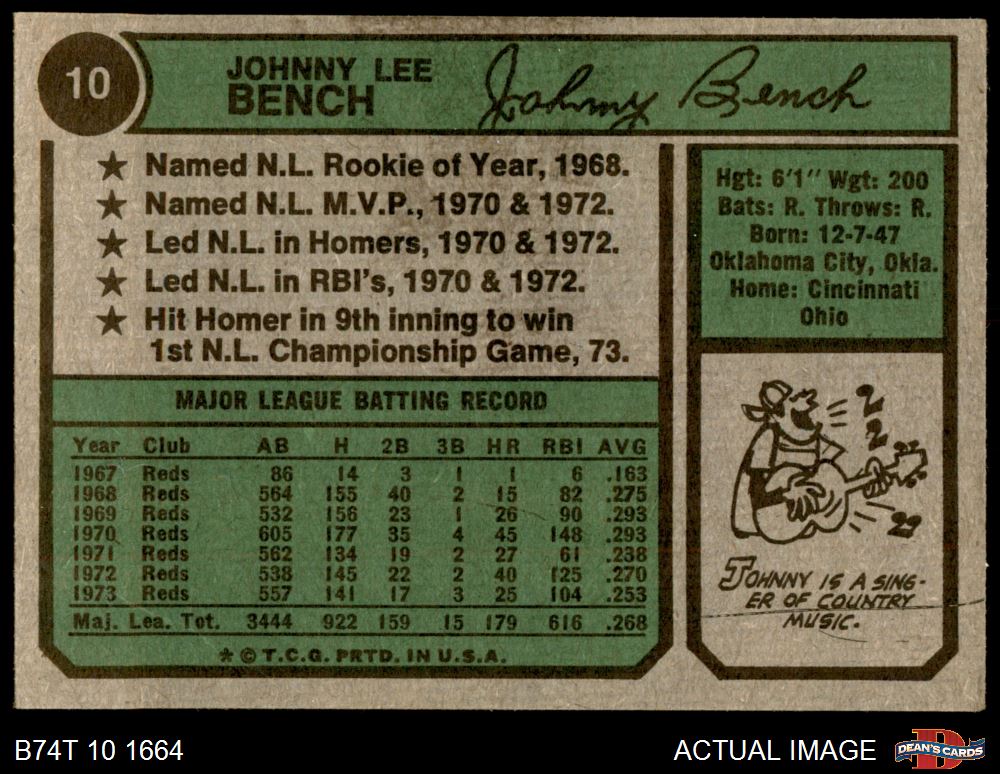 10
JOHNNY LEE
BENCH
Johnny Bench
★ Named N.L. Rookie of Year, 1968.
★ Named N.L. M.V.P., 1970 & 1972.
★ Led N.L. in Homers, 1970 & 1972.
★ Led N.L. in RBI's, 1970 & 1972.
★ Hit Homer in 9th inning to win
1st N.L. Championship Game, 73.
Hgt: 6'1" Wgt: 200
Bats: R. Throws: R.
Born: 12-7-47
Oklahoma City, Okla.
Home: Cincinnati
Ohio
MAJOR LEAGUE BATTING RECORD
Year Club AB H 2B 3B HR RBI AVG
1967 Reds 86 14 3 1 1 6 .163
1968 Reds 564 155 40 2 15 82 .275
1969 Reds 532 156 23 1 26 90 .293
1970 Reds 605 177 35 4 45 148 .293
1971 Reds 562 134 19 2 27 61 .238
1972 Reds 538 145 22 2 40 125 .270
1973 Reds 557 141 17 3 25 104 .253
Maj. Lea. Tot. 3444 922 159 15 179 616 .268
* © T.C.G. PRTD. IN U.S.A.
JOHNNY IS A SING-
ER OF COUNTRY
MUSIC.
B74T 10 1664
ACTUAL IMAGE
DEAN'S CARDS